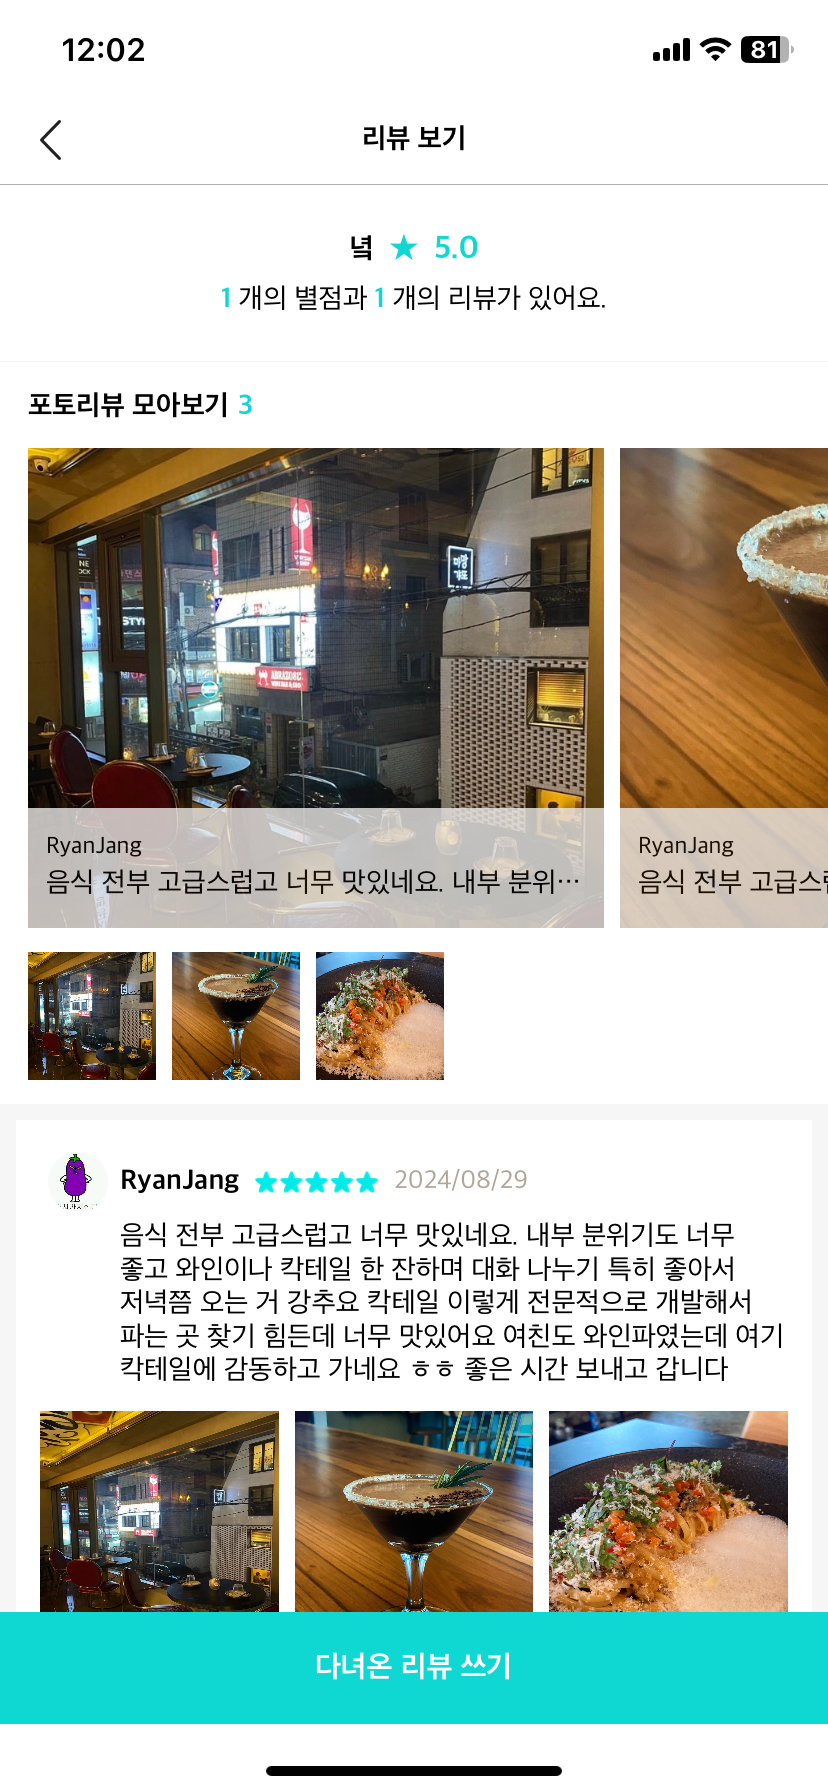 12:02
81
리뷰 보기
녘 ★ 5.0
1 개의 별점과 1 개의 리뷰가 있어요.
포토리뷰 모아보기 3
미망
가또
RyanJang
음식 전부 고급스럽고 너무 맛있네요. 내부 분위…
RyanJang
음식 전부 고급스
RyanJang ★★★★★ 2024/08/29
음식 전부 고급스럽고 너무 맛있네요. 내부 분위기도 너무
좋고 와인이나 칵테일 한 잔하며 대화 나누기 특히 좋아서
저녁쯤 오는 거 강추요 칵테일 이렇게 전문적으로 개발해서
파는 곳 찾기 힘든데 너무 맛있어요 여친도 와인파였는데 여기
칵테일에 감동하고 가네요 ㅎㅎ 좋은 시간 보내고 갑니다
다녀온 리뷰 쓰기